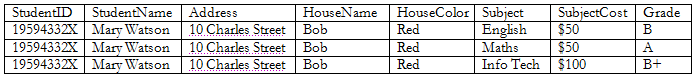 StudentID StudentName Address HouseName HouseColor Subject SubjectCost Grade
19594332X Mary Watson 10 Charles Street Bob Red English $50 B
19594332X Mary Watson 10 Charles Street Bob Red Maths $50 A
19594332X Mary Watson 10 Charles Street Bob Red Info Tech $100 B+